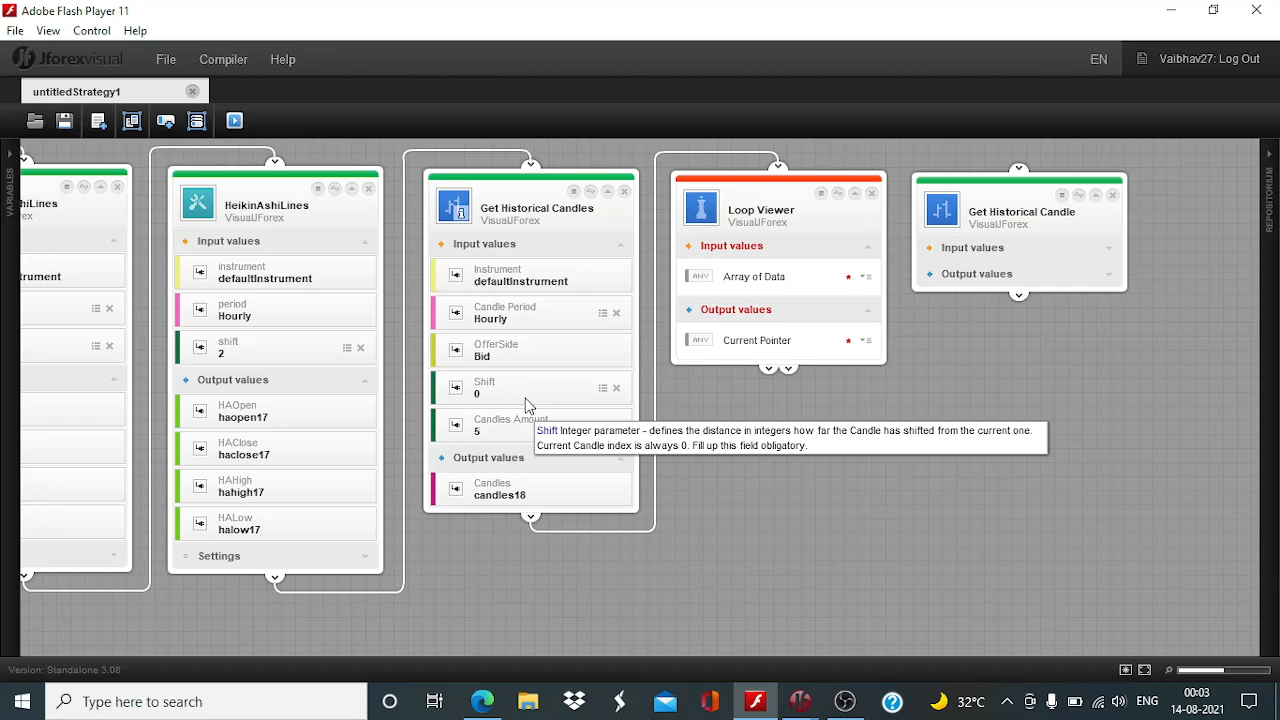 Adobe Flash Player 11
File View Control Help
Jforexvisual File Compiler Help EN Vaibhav27: Log Out
untitledStrategy1
VARIABLES
REPOSITORIUM
hiLines
ex
trument
HeikinAshiLines
VisualJForex
Input values
instrument
defaultInstrument
period
Hourly
shift
2
Output values
HAOpen
haopen17
HAClose
haclose17
HAHigh
hahigh17
HALow
halow17
Settings
Get Historical Candles
VisualJForex
Input values
Instrument
defaultInstrument
Candle Period
Hourly
OfferSide
Bid
Shift
0
Candles Amount
5
Output values
Candles
candles18
Shift Integer parameter - defines the distance in integers how far the Candle has shifted from the current one.
Current Candle index is always 0. Fill up this field obligatory.
Loop Viewer
VisualJForex
Input values
ANY Array of Data *
Output values
ANY Current Pointer *
Get Historical Candle
VisualJForex
Input values
Output values
Version: Standalone 3.08
Type here to search
32°C ENG
00:03
14-08-2021